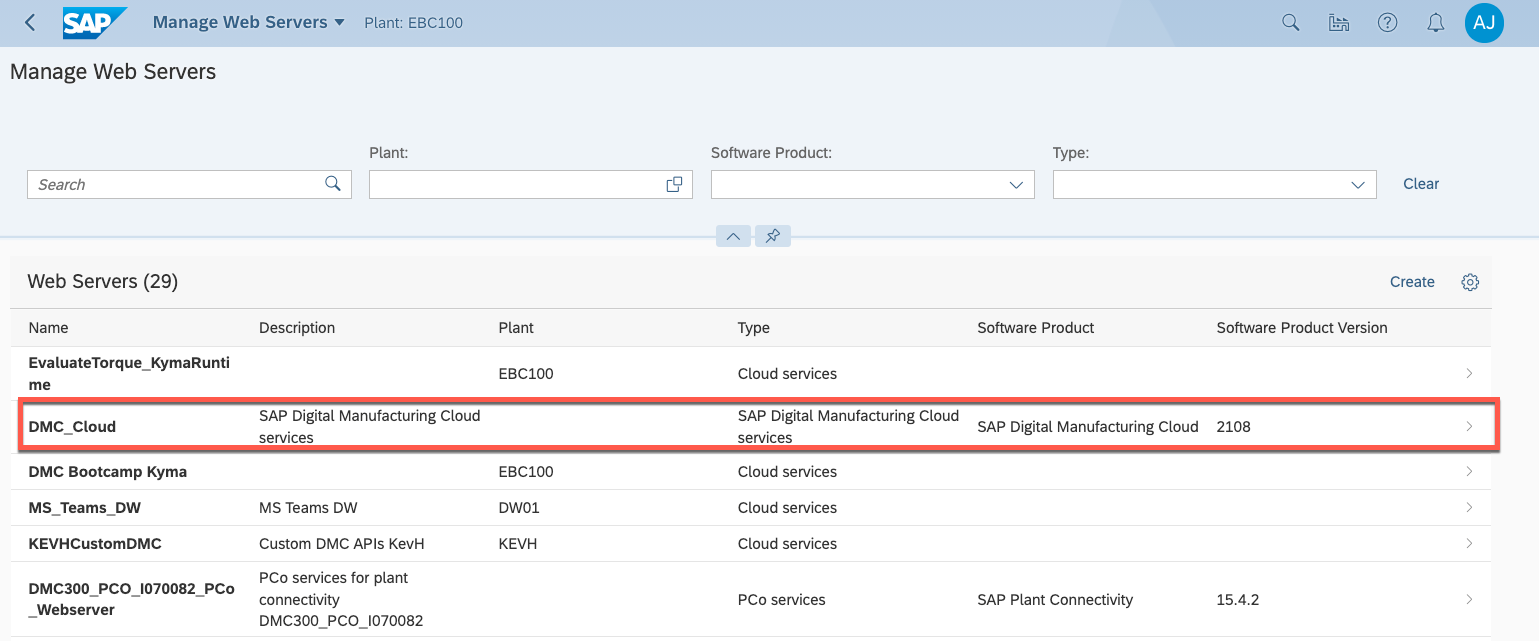 SAP Manage Web Servers Plant: EBC100 AJ
Manage Web Servers
Plant: Software Product: Type:
Search Clear
Web Servers (29) Create
Name Description Plant Type Software Product Software Product Version
EvaluateTorque_KymaRunti
me
EBC100 Cloud services
DMC_Cloud
SAP Digital Manufacturing Cloud
services
SAP Digital Manufacturing Cloud
services
SAP Digital Manufacturing Cloud 2108
DMC Bootcamp Kyma EBC100 Cloud services
MS_Teams_DW MS Teams DW DW01 Cloud services
KEVHCustomDMC Custom DMC APIs KevH KEVH Cloud services
DMC300_PCO_I070082_PCo
_Webserver
PCo services for plant
connectivity
DMC300_PCO_I070082
PCo services SAP Plant Connectivity 15.4.2